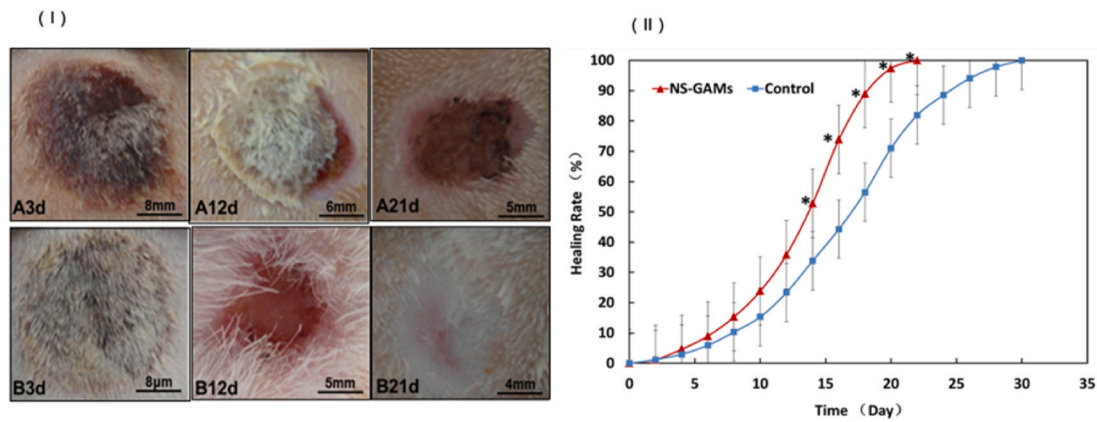 ( I )
( II )
A3d
8mm
A12d
6mm
A21d
5mm
B3d
8μm
B12d
5mm
B21d
4mm
NS-GAMs
Control
Healing Rate (%)
100
90
80
70
60
50
40
30
20
10
0
* * * * *
0 5 10 15 20 25 30 35
Time (Day)